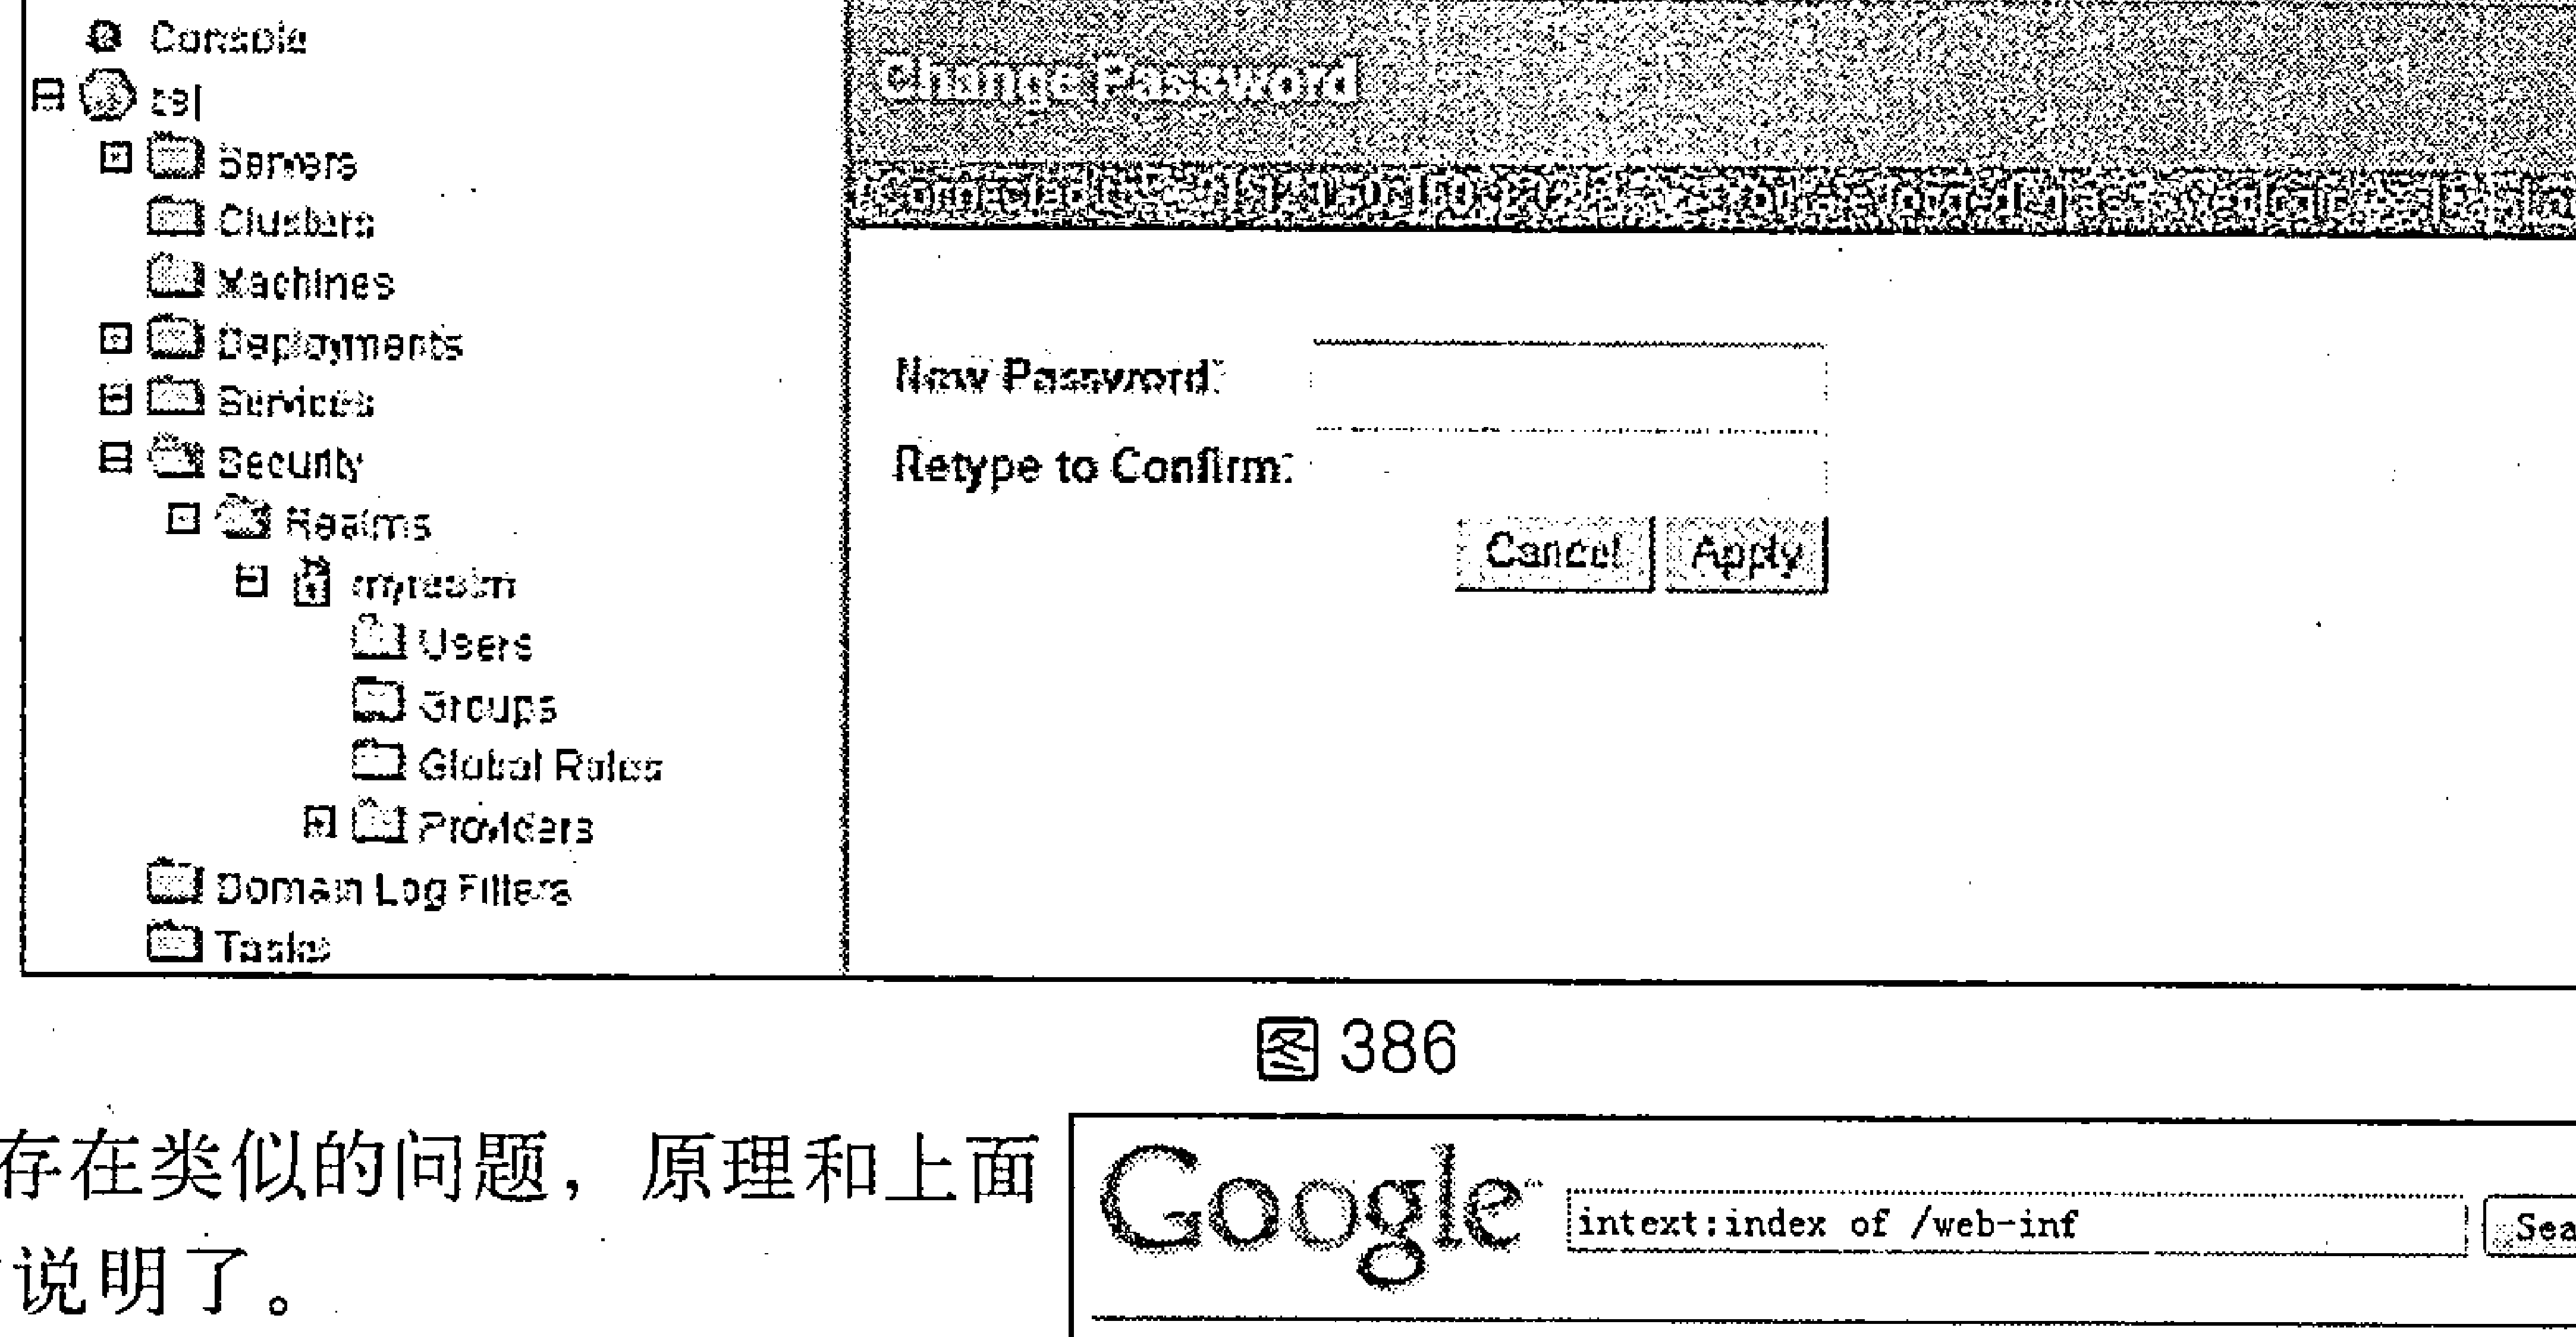 Console
Servers
Clusters
Machines
Deployments
Services
Security
Realms
myrealm
Users
Groups
Global Roles
Providers
Domain Log Filters
Tasks
Change Password
New Password:
Retype to Confirm:
Cancel Apply
图 386
存在类似的问题，原理和上面
说明了。
Google
intext:index of /web-inf
Sea